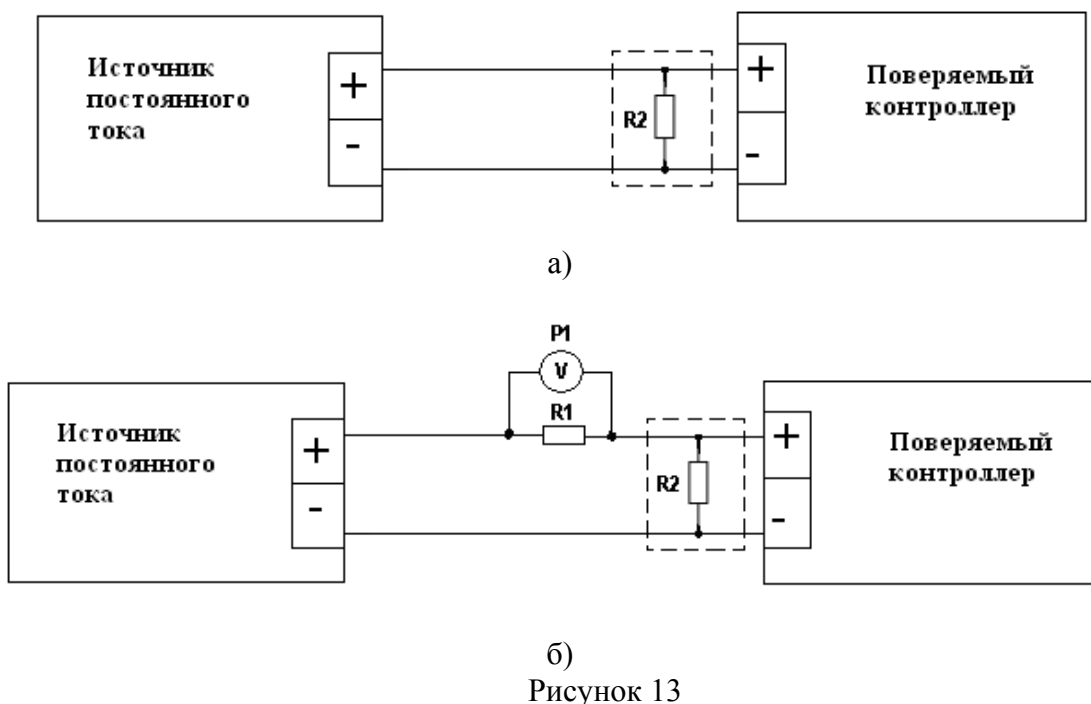 Источник
постоянного
тока
+
-
R2
+
-
Поверяемый
контроллер
а)
P1
V
R1
Источник
постоянного
тока
+
-
R2
+
-
Поверяемый
контроллер
б)
Рисунок 13